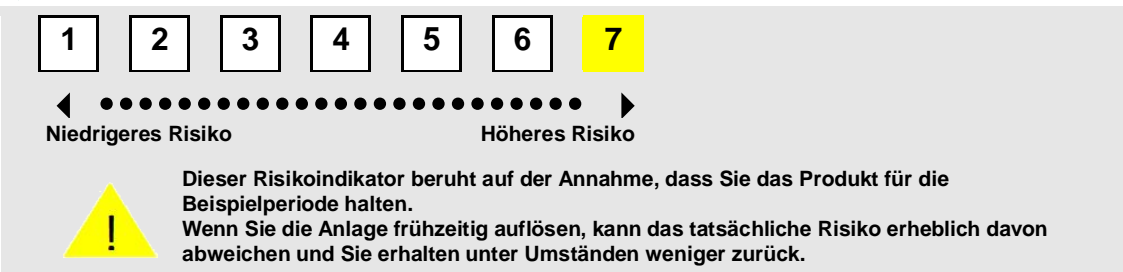 1 2 3 4 5 6 7
Niedrigeres Risiko Höheres Risiko
Dieser Risikoindikator beruht auf der Annahme, dass Sie das Produkt für die
Beispielperiode halten.
Wenn Sie die Anlage frühzeitig auflösen, kann das tatsächliche Risiko erheblich davon
abweichen und Sie erhalten unter Umständen weniger zurück.
!